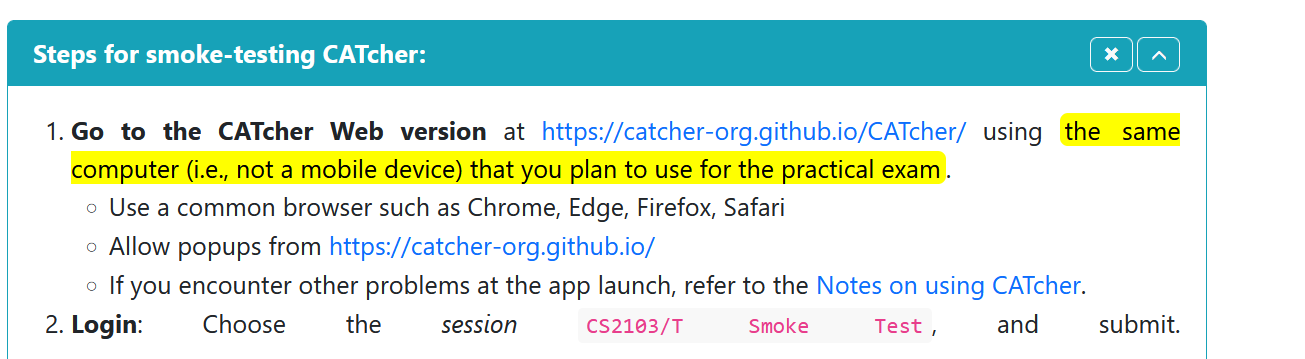 Steps for smoke-testing CATcher:
1. Go to the CATcher Web version at https://catcher-org.github.io/CATcher/ using the same
computer (i.e., not a mobile device) that you plan to use for the practical exam.
○ Use a common browser such as Chrome, Edge, Firefox, Safari
○ Allow popups from https://catcher-org.github.io/
○ If you encounter other problems at the app launch, refer to the Notes on using CATcher.
2. Login: Choose the session CS2103/T Smoke Test, and submit.